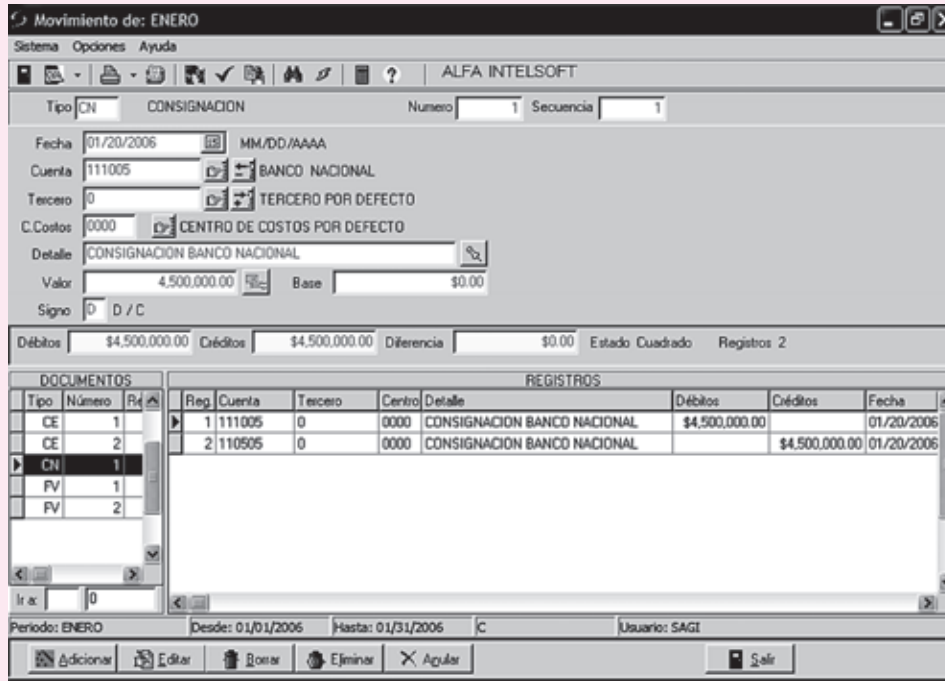 Movimiento de: ENERO
Sistema Opciones Ayuda
ALFA INTELSOFT
Tipo CN CONSIGNACION Numero 1 Secuencia 1
Fecha 01/20/2006 MM/DD/AAAA
Cuenta 111005 BANCO NACIONAL
Tercero 0 TERCERO POR DEFECTO
C.Costos 0000 CENTRO DE COSTOS POR DEFECTO
Detalle CONSIGNACION BANCO NACIONAL
Valor 4,500,000.00 Base $0.00
Signo D D / C
Débitos $4,500,000.00 Créditos $4,500,000.00 Diferencia $0.00 Estado Cuadrado Registros 2
DOCUMENTOS REGISTROS
Tipo Número Re Reg. Cuenta Tercero Centro Detalle Débitos Créditos Fecha
CE 1 1 111005 0 0000 CONSIGNACION BANCO NACIONAL $4,500,000.00 01/20/2006
CE 2 2 110505 0 0000 CONSIGNACION BANCO NACIONAL $4,500,000.00 01/20/2006
CN 1
FV 1
FV 2
Ir a: 0
Periodo: ENERO Desde: 01/01/2006 Hasta: 01/31/2006 C Usuario: SAGI
Adicionar Editar Borrar Eliminar Anular Salir